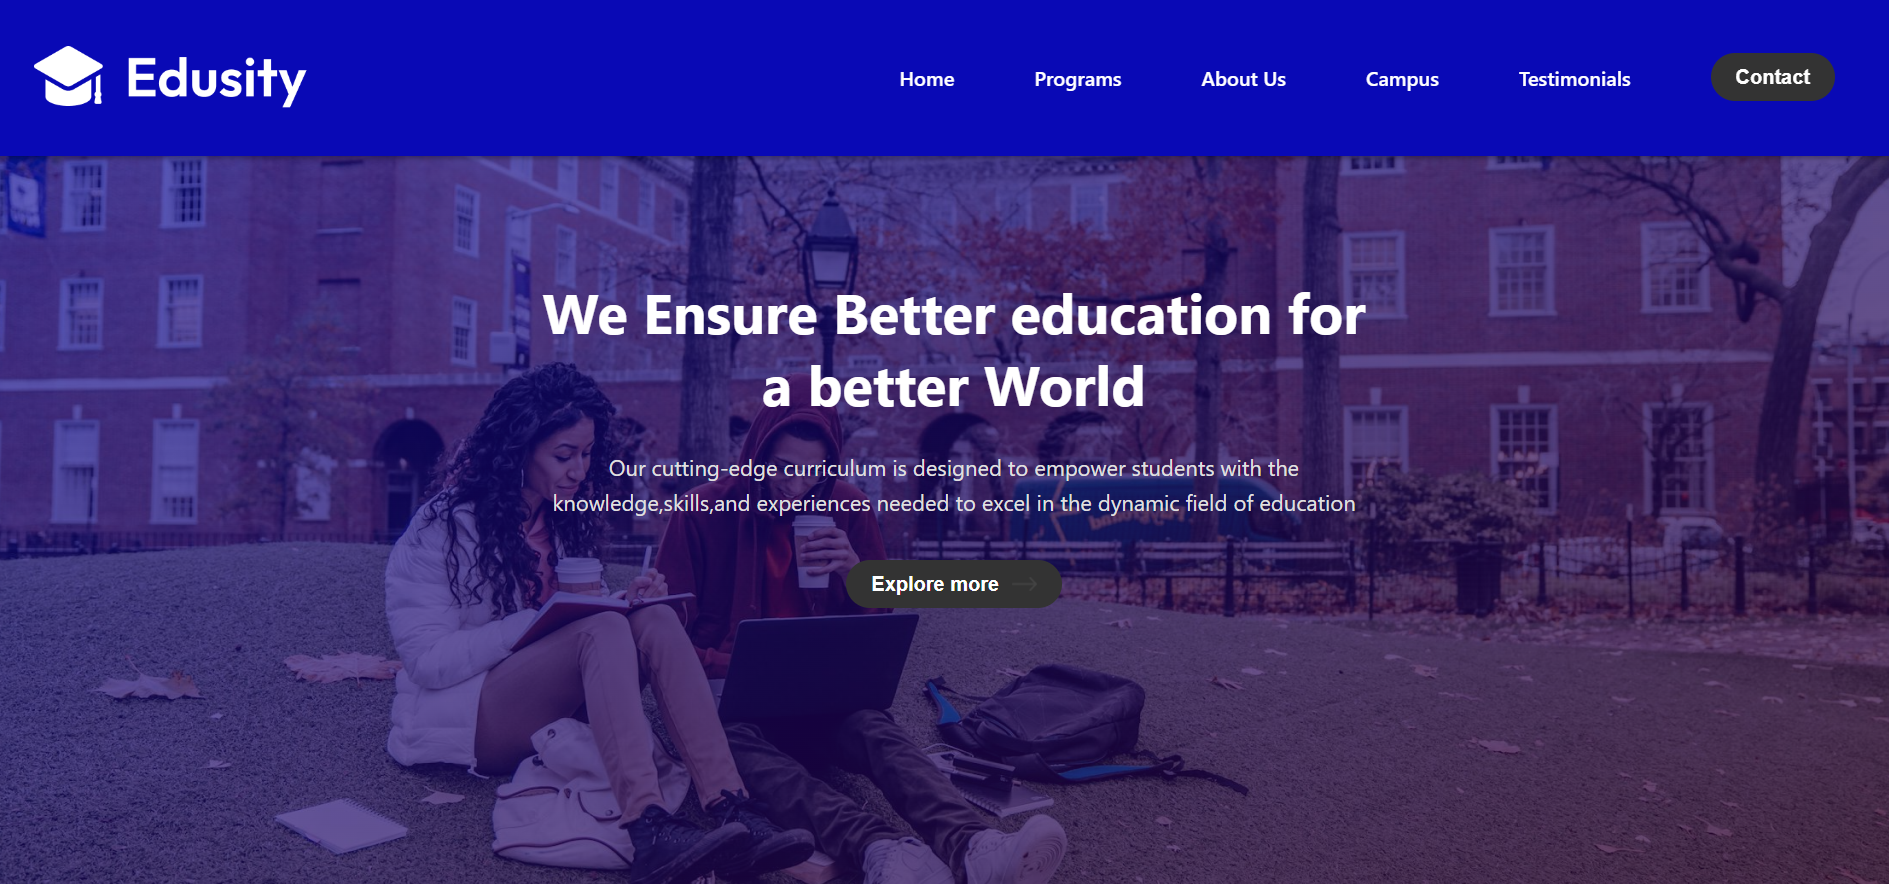 Edusity
Home Programs About Us Campus Testimonials Contact
We Ensure Better education for
a better World
Our cutting-edge curriculum is designed to empower students with the
knowledge,skills,and experiences needed to excel in the dynamic field of education
Explore more